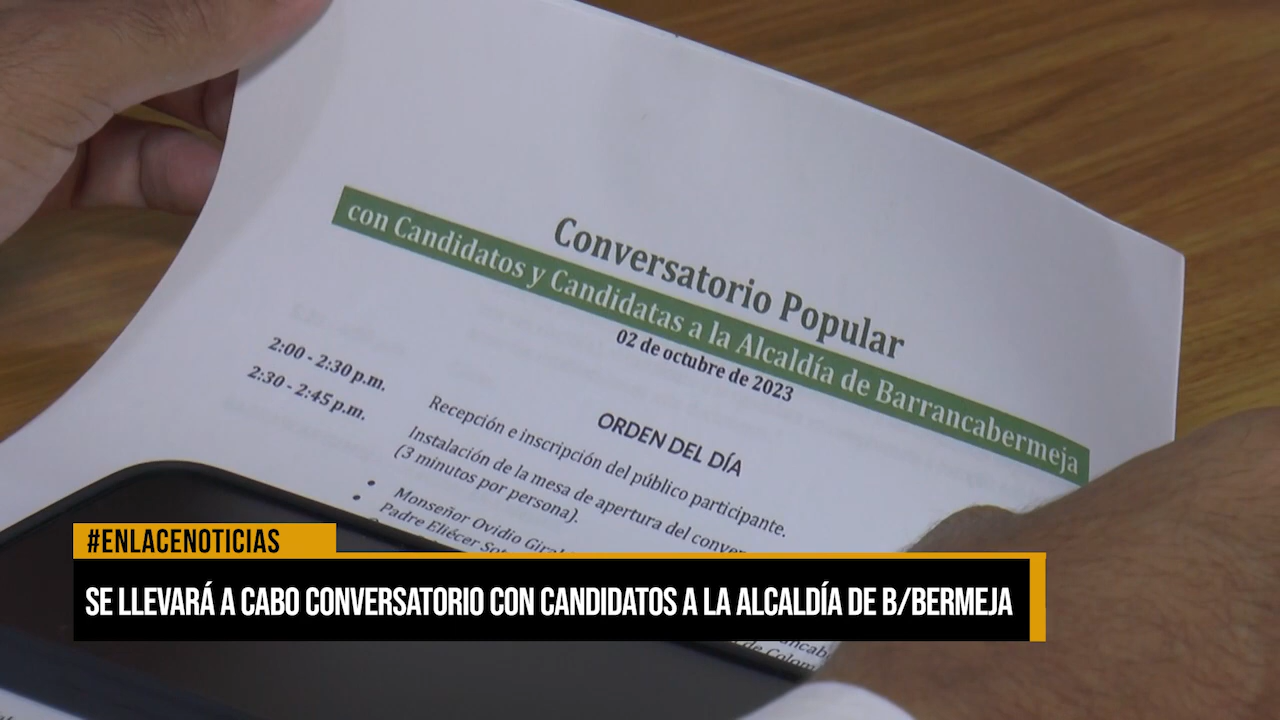 Conversatorio Popular
con Candidatos y Candidatas a la Alcaldía de Barrancabermeja
02 de octubre de 2023
ORDEN DEL DÍA
2:00 - 2:30 p.m.
Recepción e inscripción del público participante.
2:30 - 2:45 p.m.
Instalación de la mesa de apertura del
(3 minutos por persona).
• Monseñor Ovidio
• Padre Eliécer
#ENLACENOTICIAS
SE LLEVARÁ A CABO CONVERSATORIO CON CANDIDATOS A LA ALCALDÍA DE B/BERMEJA